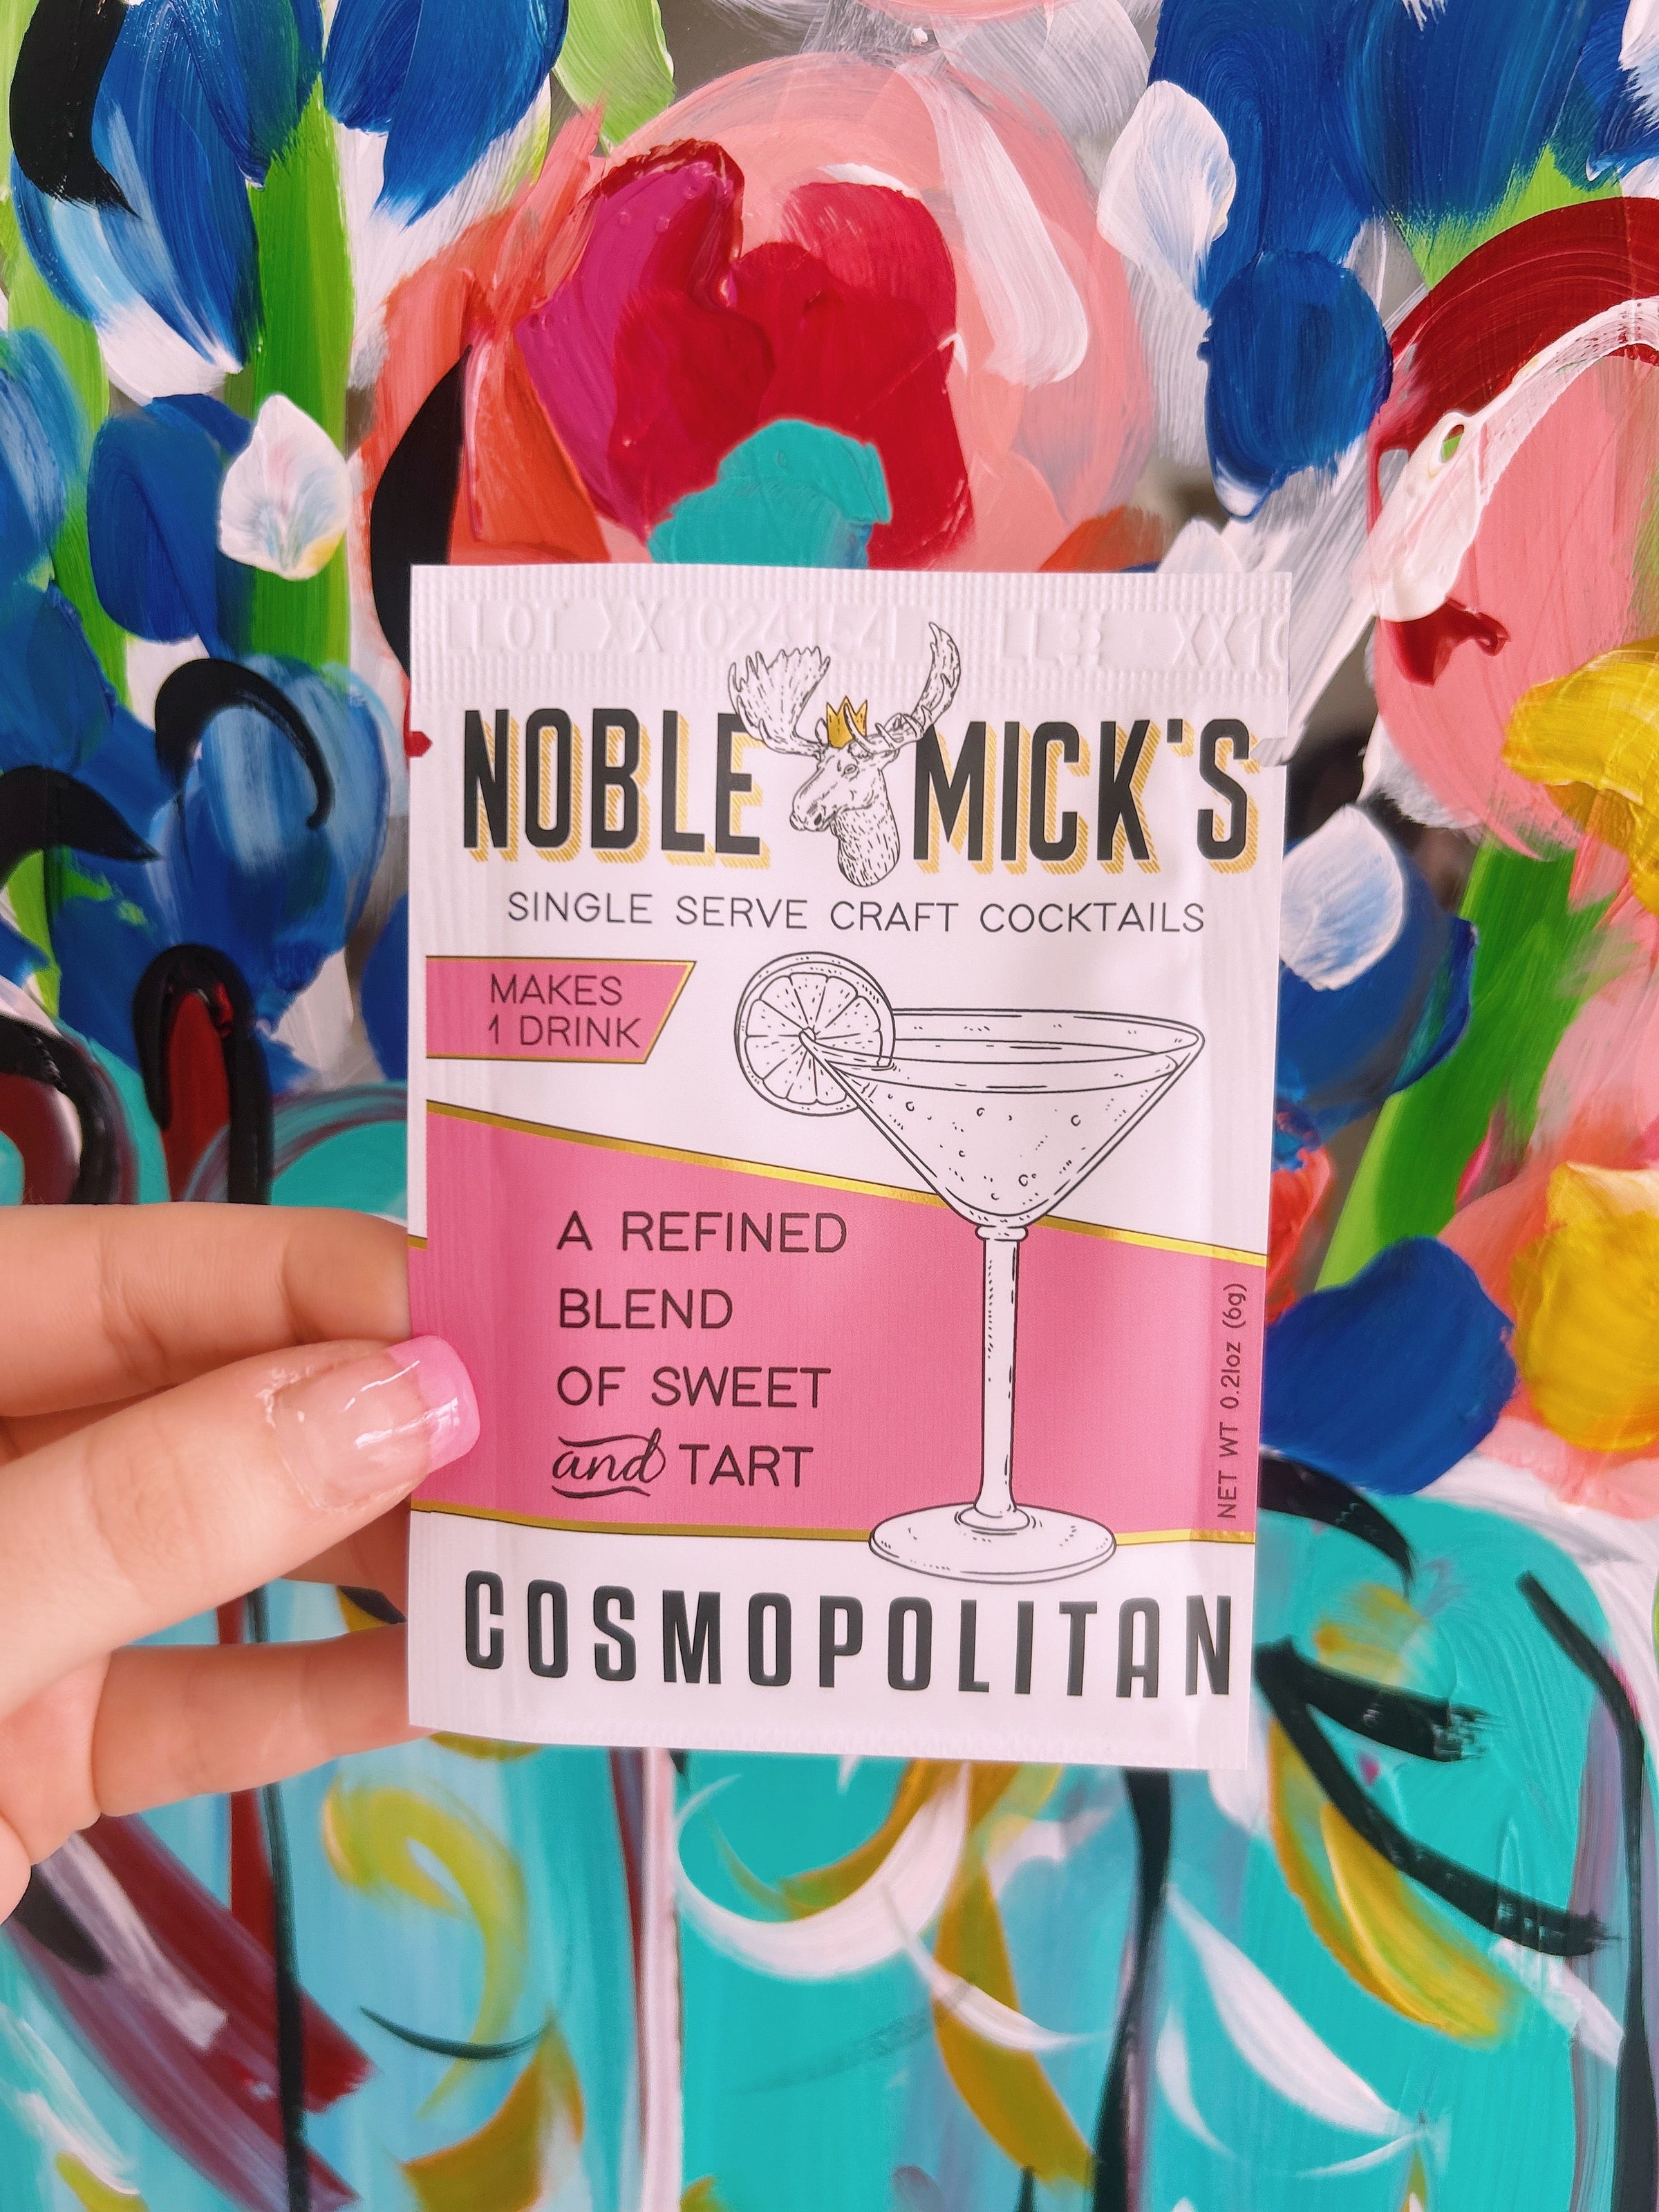 NOBLE MICK'S
SINGLE SERVE CRAFT COCKTAILS
MAKES
1 DRINK
A REFINED
BLEND
OF SWEET
and TART
NET WT 0.21oz (6g)
COSMOPOLITAN